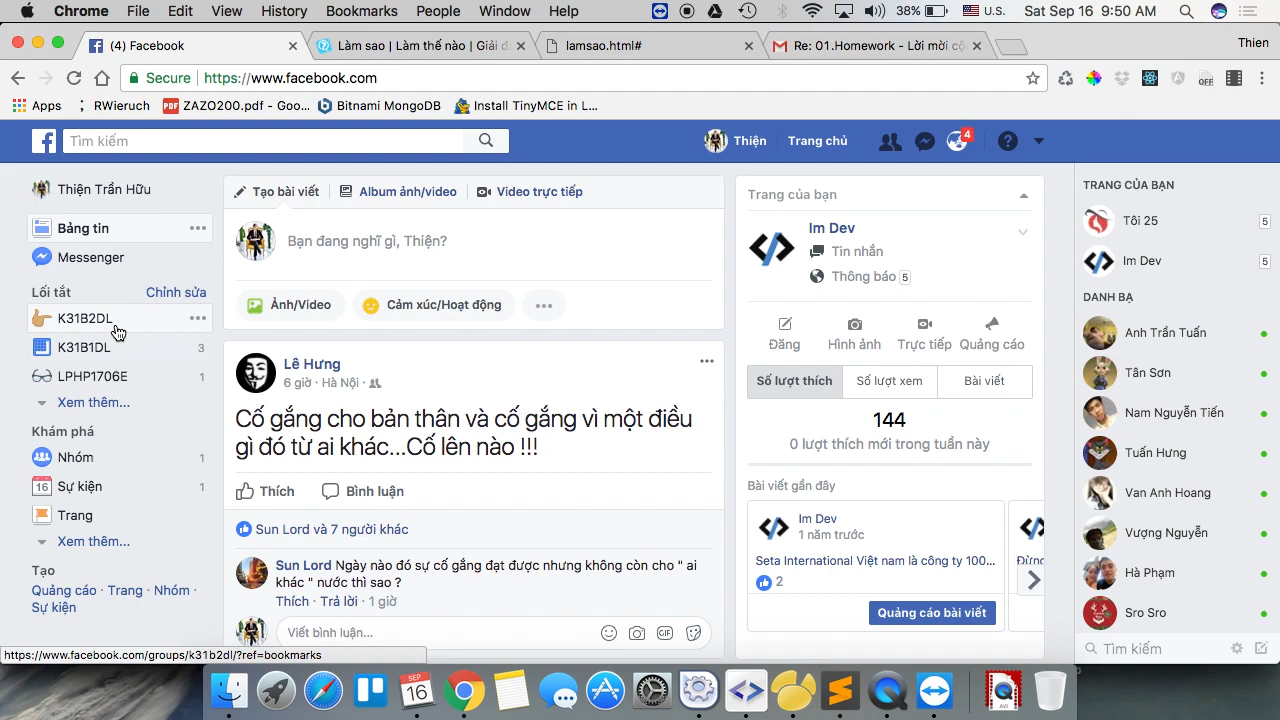 Chrome File Edit View History Bookmarks People Window Help 38% U.S. Sat Sep 16 9:50 AM
(4) Facebook
Làm sao | Làm thế nào | Giải đ
lamsao.html#
Re: 01.Homework - Lời mời cộ
Thien
Secure https://www.facebook.com
Apps RWieruch ZAZO200.pdf - Goo... Bitnami MongoDB Install TinyMCE in L...
Tìm kiếm
Thiện Trang chủ 4
Thiện Trần Hữu
Bảng tin
Messenger
Lối tắt Chỉnh sửa
K31B2DL
K31B1DL 3
LPHP1706E 1
Xem thêm...
Khám phá
Nhóm 1
16 Sự kiện 1
Trang
Xem thêm...
Tạo
Quảng cáo · Trang · Nhóm ·
Sự kiện
Tạo bài viết Album ảnh/video Video trực tiếp
Bạn đang nghĩ gì, Thiện?
Ảnh/Video Cảm xúc/Hoạt động
Lê Hưng
6 giờ · Hà Nội ·
Cố gắng cho bản thân và cố gắng vì một điều
gì đó từ ai khác...Cố lên nào !!!
Thích Bình luận
Sun Lord và 7 người khác
Sun Lord Ngày nào đó sự cố gắng đạt được nhưng không còn cho " ai
khác " nước thì sao ?
Thích · Trả lời · 1 giờ
Viết bình luận... GIF
Trang của bạn
Im Dev
Tin nhắn
Thông báo 5
Đăng Hình ảnh Trực tiếp Quảng cáo
Số lượt thích Số lượt xem Bài viết
144
0 lượt thích mới trong tuần này
Bài viết gần đây
Im Dev
1 năm trước
Seta International Việt nam là công ty 100...
2
Quảng cáo bài viết
TRANG CỦA BẠN
Tôi 25 5
Im Dev 5
DANH BẠ
Anh Trần Tuấn
Tân Sơn
Nam Nguyễn Tiến
Tuấn Hưng
Van Anh Hoang
Vượng Nguyễn
Hà Phạm
Sro Sro
Tìm kiếm
https://www.facebook.com/groups/k31b2dl/?ref=bookmarks
SEP
16
AVI